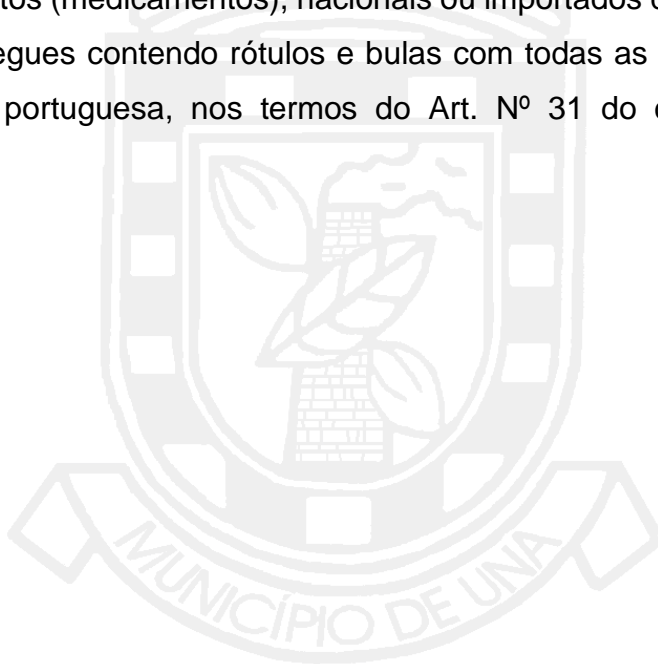 tos (medicamentos), nacionais ou importados
egues contendo rótulos e bulas com todas as
portuguesa, nos termos do Art. Nº 31 do
MUNICÍPIO DE UNA